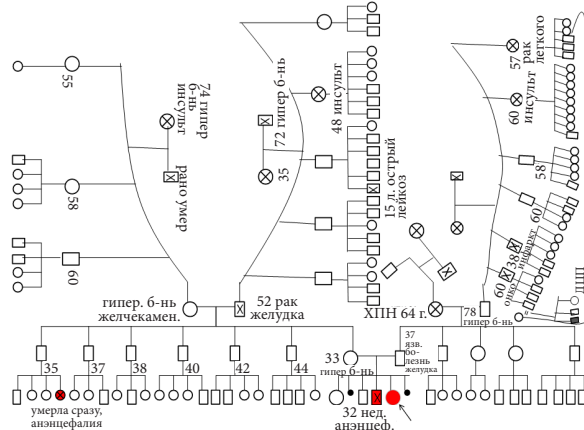 55
74 гипер
б-нь
инсульт
рано умер
58
60
72 гипер б-нь
35
48 инсульт
15 д. острый
лейкоз
57
рак
легкого
60
инсульт
58
60
38
инфаркт
60
онко
ДЦП
гипер. б-нь
желчекамен.
52 рак
желудка
ХПН 64 г.
78
гипер б-нь
35
37
38
40
42
44
33
гипер б-нь
37
язв.
бо-
лезнь
желудка
умерла сразу,
анэнцефалия
32 нед.
анэнцеф.